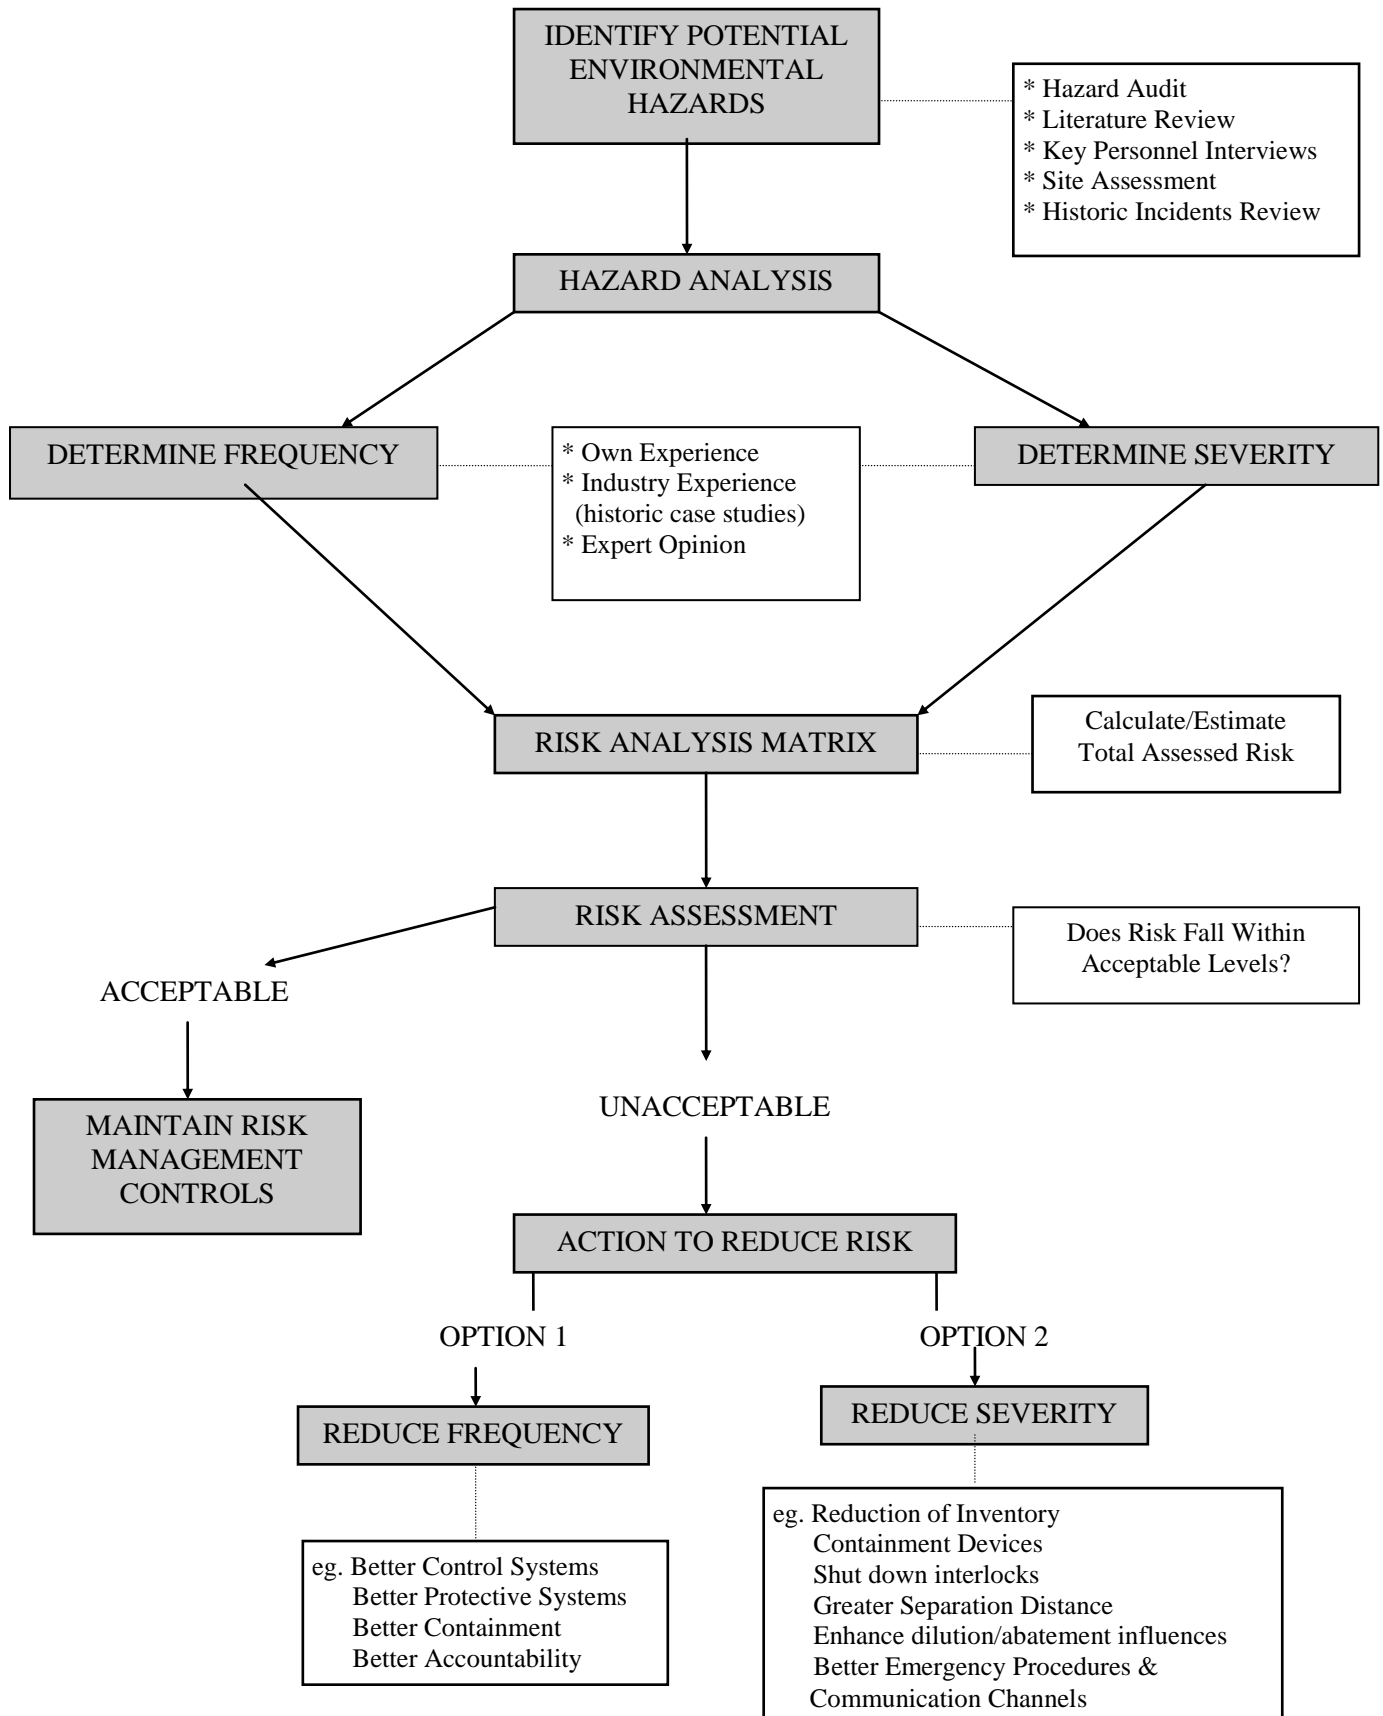 IDENTIFY POTENTIAL
ENVIRONMENTAL
HAZARDS
* Hazard Audit
* Literature Review
* Key Personnel Interviews
* Site Assessment
* Historic Incidents Review
HAZARD ANALYSIS
DETERMINE FREQUENCY
* Own Experience
* Industry Experience
(historic case studies)
* Expert Opinion
DETERMINE SEVERITY
RISK ANALYSIS MATRIX
Calculate/Estimate
Total Assessed Risk
RISK ASSESSMENT
Does Risk Fall Within
Acceptable Levels?
ACCEPTABLE
MAINTAIN RISK
MANAGEMENT
CONTROLS
UNACCEPTABLE
ACTION TO REDUCE RISK
OPTION 1
OPTION 2
REDUCE FREQUENCY
REDUCE SEVERITY
eg. Better Control Systems
Better Protective Systems
Better Containment
Better Accountability
eg. Reduction of Inventory
Containment Devices
Shut down interlocks
Greater Separation Distance
Enhance dilution/abatement influences
Better Emergency Procedures &
Communication Channels